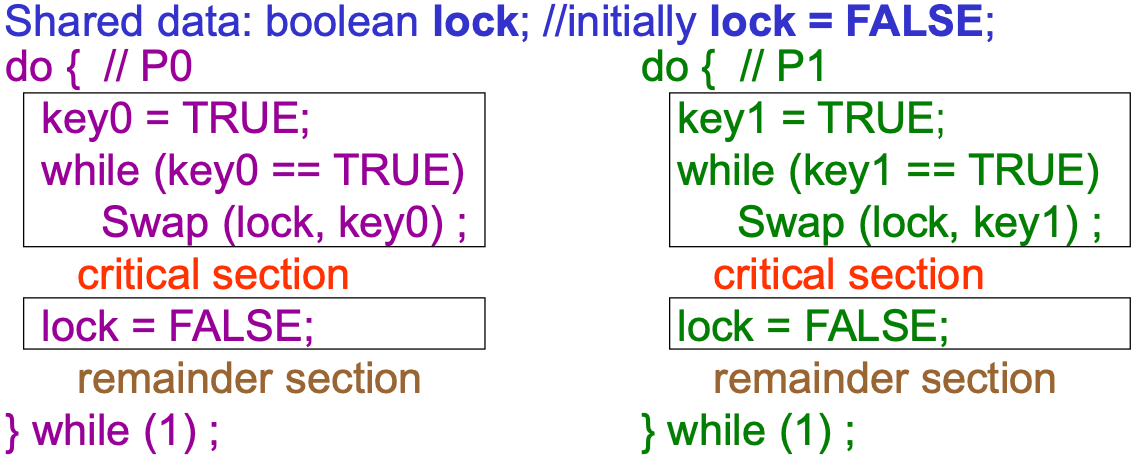 Shared data: boolean lock; //initially lock = FALSE;
do {  // P0
key0 = TRUE;
while (key0 == TRUE)
Swap (lock, key0) ;
critical section
lock = FALSE;
remainder section
} while (1) ;
do {  // P1
key1 = TRUE;
while (key1 == TRUE)
Swap (lock, key1) ;
critical section
lock = FALSE;
remainder section
} while (1) ;